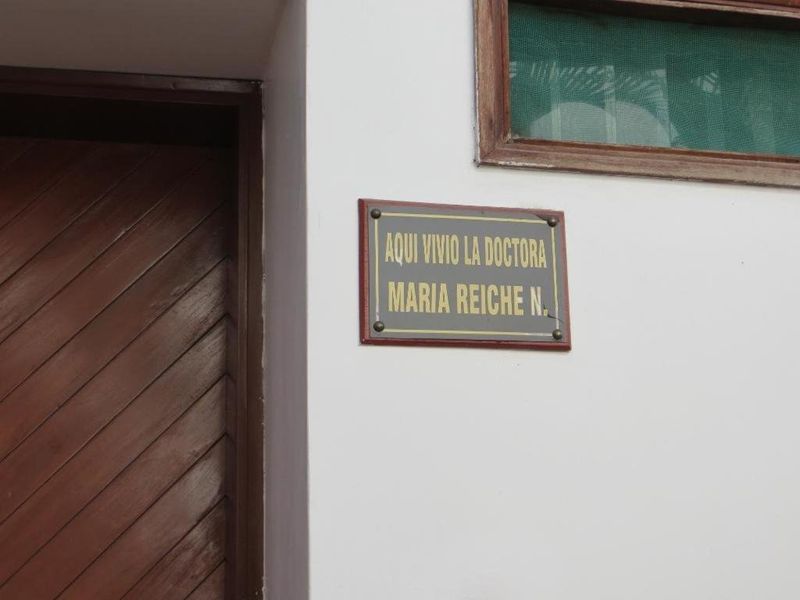 AQUI VIVIO LA DOCTORA
MARIA REICHE N.